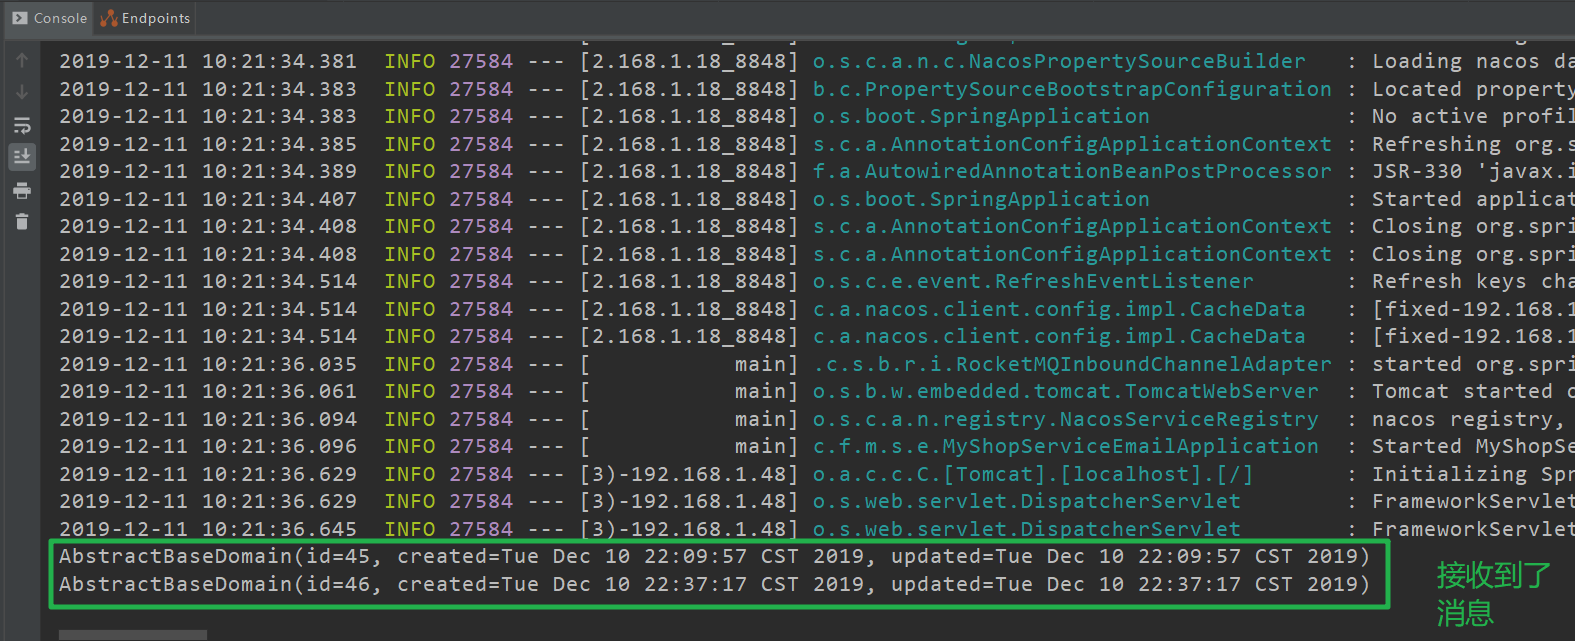 Console Endpoints
2019-12-11 10:21:34.381 INFO 27584 --- [2.168.1.18_8848] o.s.c.a.n.c.NacosPropertySourceBuilder : Loading nacos da
2019-12-11 10:21:34.383 INFO 27584 --- [2.168.1.18_8848] b.c.PropertySourceBootstrapConfiguration : Located property
2019-12-11 10:21:34.383 INFO 27584 --- [2.168.1.18_8848] o.s.boot.SpringApplication : No active profil
2019-12-11 10:21:34.385 INFO 27584 --- [2.168.1.18_8848] s.c.a.AnnotationConfigApplicationContext : Refreshing org.s
2019-12-11 10:21:34.389 INFO 27584 --- [2.168.1.18_8848] f.a.AutowiredAnnotationBeanPostProcessor : JSR-330 'javax.i
2019-12-11 10:21:34.407 INFO 27584 --- [2.168.1.18_8848] o.s.boot.SpringApplication : Started applicat
2019-12-11 10:21:34.408 INFO 27584 --- [2.168.1.18_8848] s.c.a.AnnotationConfigApplicationContext : Closing org.spri
2019-12-11 10:21:34.408 INFO 27584 --- [2.168.1.18_8848] s.c.a.AnnotationConfigApplicationContext : Closing org.spri
2019-12-11 10:21:34.514 INFO 27584 --- [2.168.1.18_8848] o.s.c.e.event.RefreshEventListener : Refresh keys cha
2019-12-11 10:21:34.514 INFO 27584 --- [2.168.1.18_8848] c.a.nacos.client.config.impl.CacheData : [fixed-192.168.1
2019-12-11 10:21:34.514 INFO 27584 --- [2.168.1.18_8848] c.a.nacos.client.config.impl.CacheData : [fixed-192.168.1
2019-12-11 10:21:36.035 INFO 27584 --- [ main] .c.s.b.r.i.RocketMQInboundChannelAdapter : started org.spri
2019-12-11 10:21:36.061 INFO 27584 --- [ main] o.s.b.w.embedded.tomcat.TomcatWebServer : Tomcat started o
2019-12-11 10:21:36.094 INFO 27584 --- [ main] o.s.c.a.n.registry.NacosServiceRegistry : nacos registry,
2019-12-11 10:21:36.096 INFO 27584 --- [ main] c.f.m.s.e.MyShopServiceEmailApplication : Started MyShopSe
2019-12-11 10:21:36.629 INFO 27584 --- [3)-192.168.1.48] o.a.c.c.C.[Tomcat].[localhost].[/] : Initializing Spr
2019-12-11 10:21:36.629 INFO 27584 --- [3)-192.168.1.48] o.s.web.servlet.DispatcherServlet : FrameworkServlet
2019-12-11 10:21:36.645 INFO 27584 --- [3)-192.168.1.48] o.s.web.servlet.DispatcherServlet : FrameworkServlet
AbstractBaseDomain(id=45, created=Tue Dec 10 22:09:57 CST 2019, updated=Tue Dec 10 22:09:57 CST 2019)
AbstractBaseDomain(id=46, created=Tue Dec 10 22:37:17 CST 2019, updated=Tue Dec 10 22:37:17 CST 2019)
接收到了
消息